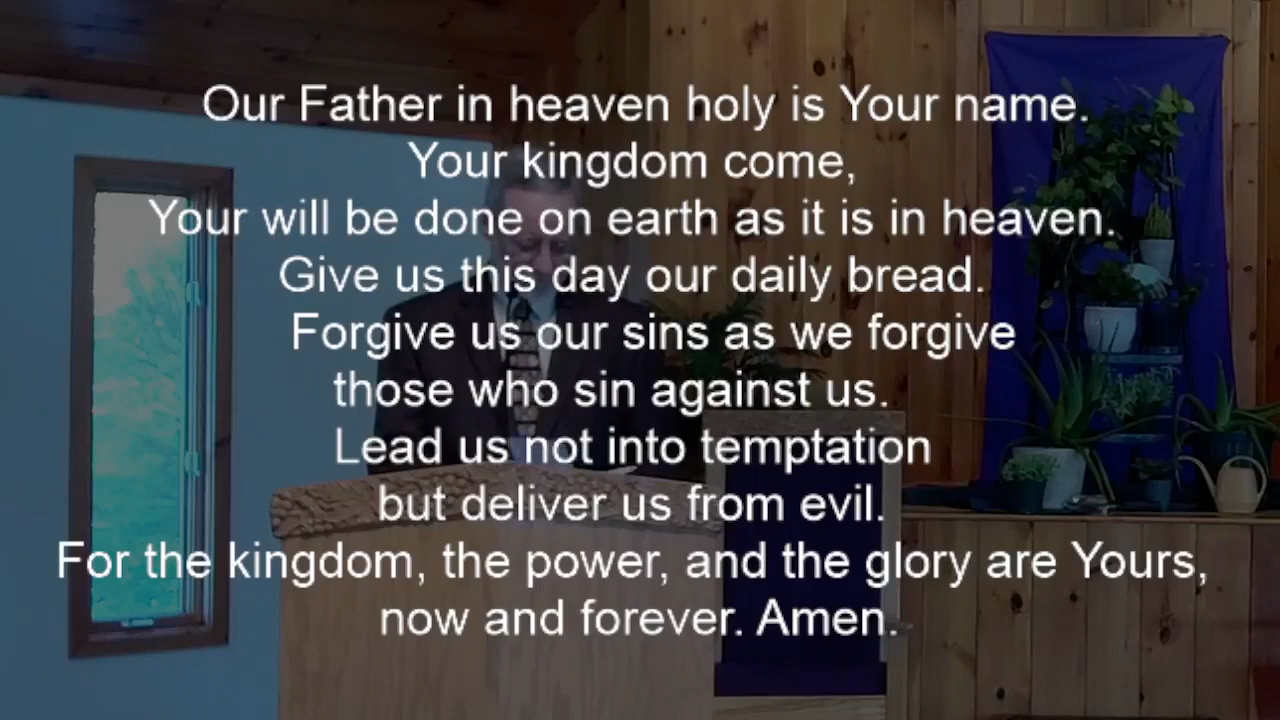 Our Father in heaven holy is Your name.
Your kingdom come,
Your will be done on earth as it is in heaven.
Give us this day our daily bread.
Forgive us our sins as we forgive
those who sin against us.
Lead us not into temptation
but deliver us from evil.
For the kingdom, the power, and the glory are Yours,
now and forever. Amen.